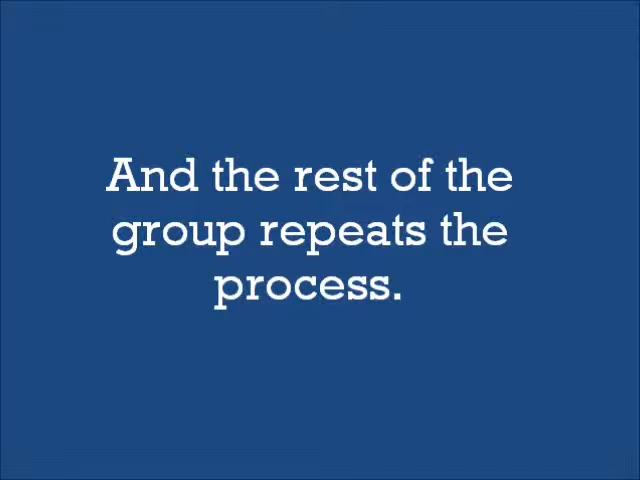 And the rest of the
group repeats the
process.